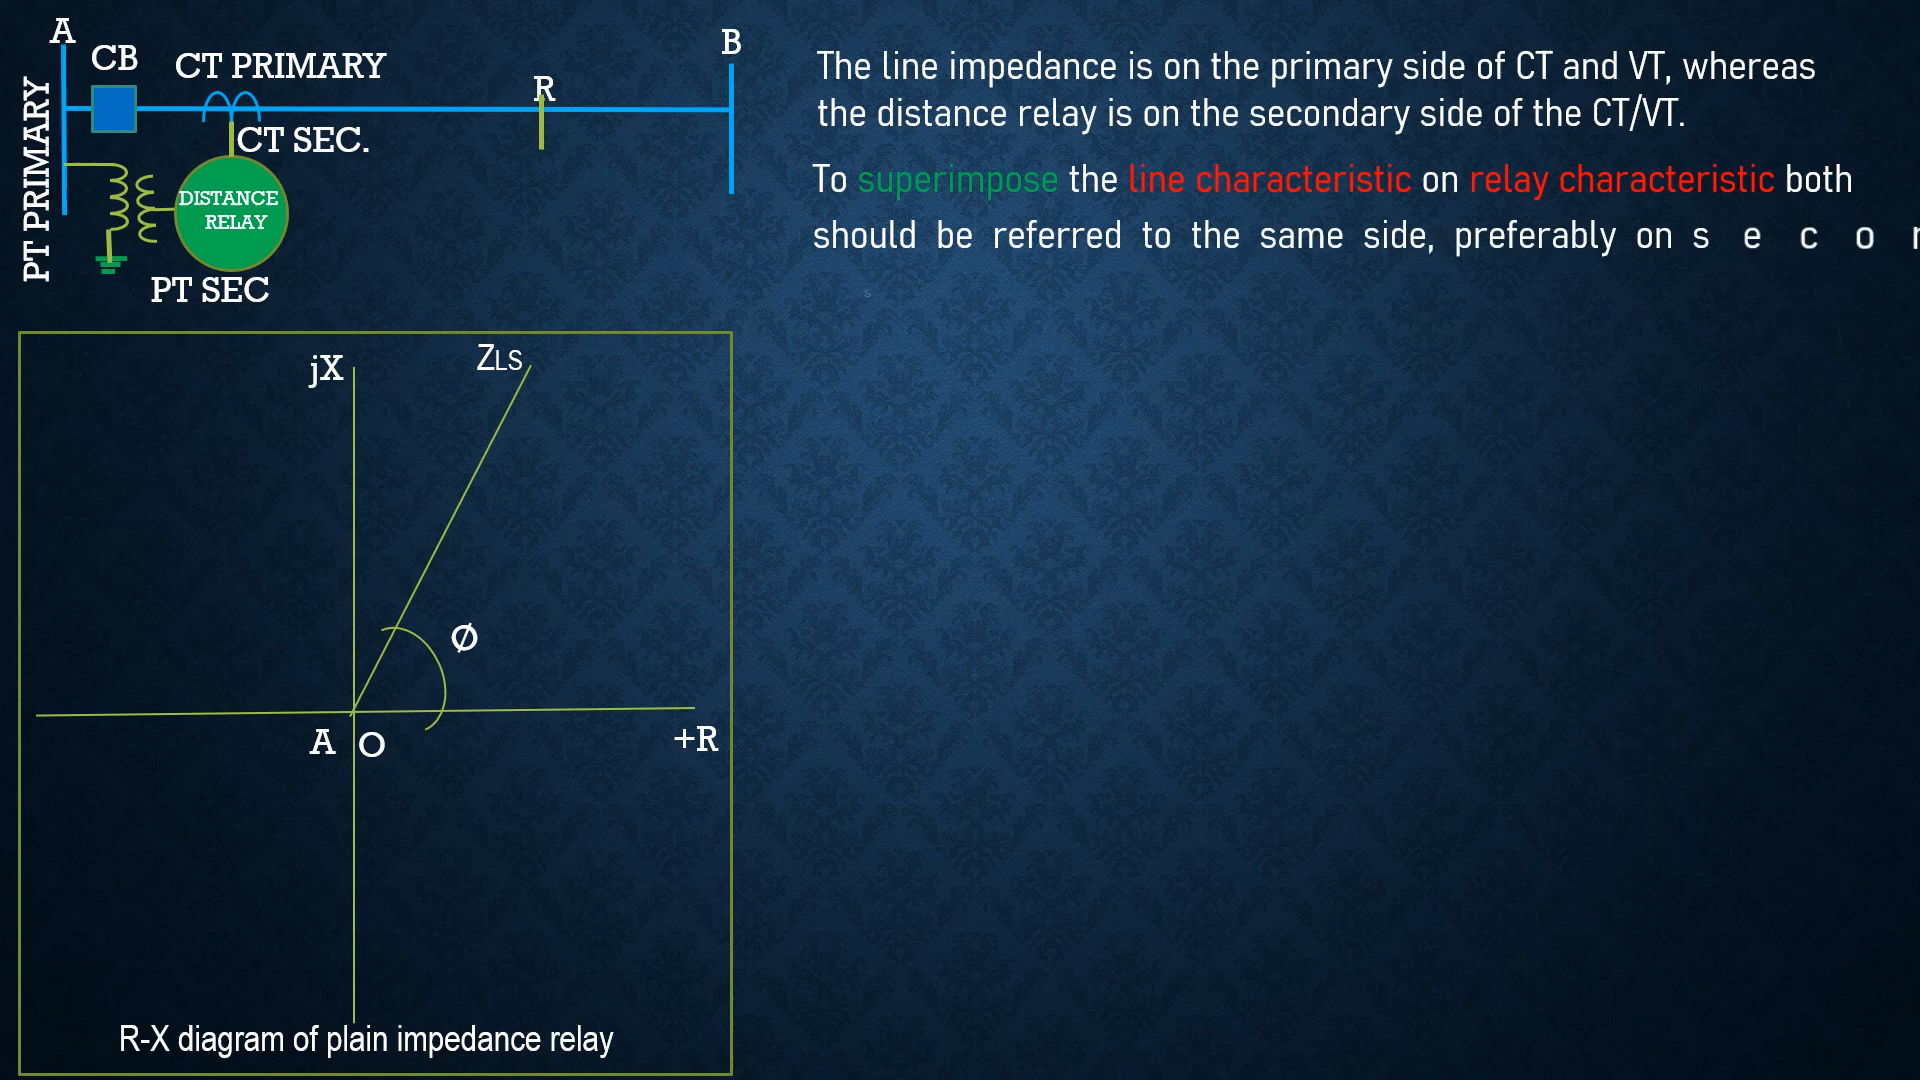 A
CB
CT PRIMARY
R
B
PT PRIMARY
CT SEC.
DISTANCE
RELAY
PT SEC
The line impedance is on the primary side of CT and VT, whereas
the distance relay is on the secondary side of the CT/VT.
To superimpose the line characteristic on relay characteristic both
should be referred to the same side, preferably on s e c o
jX
ZLS
Ø
A
O
+R
R-X diagram of plain impedance relay